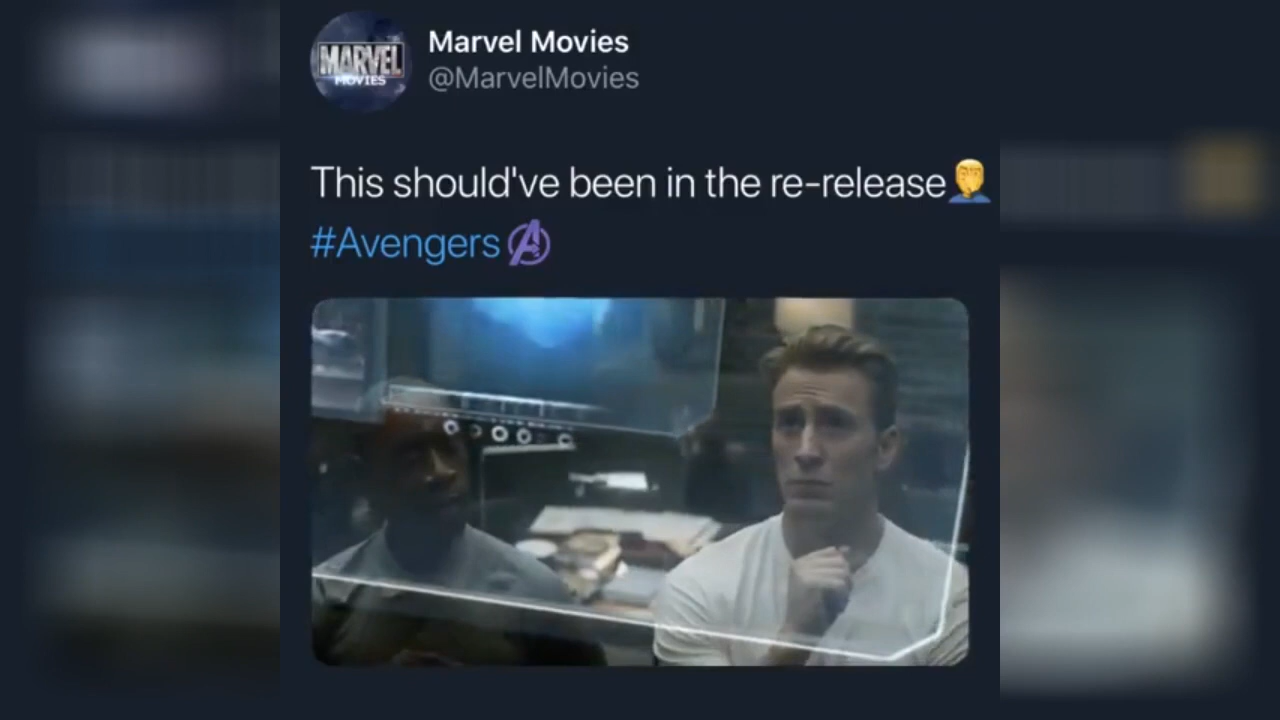 MARVEL
MOVIES
Marvel Movies
@MarvelMovies
This should've been in the re-release🤦‍♂️
#Avengers